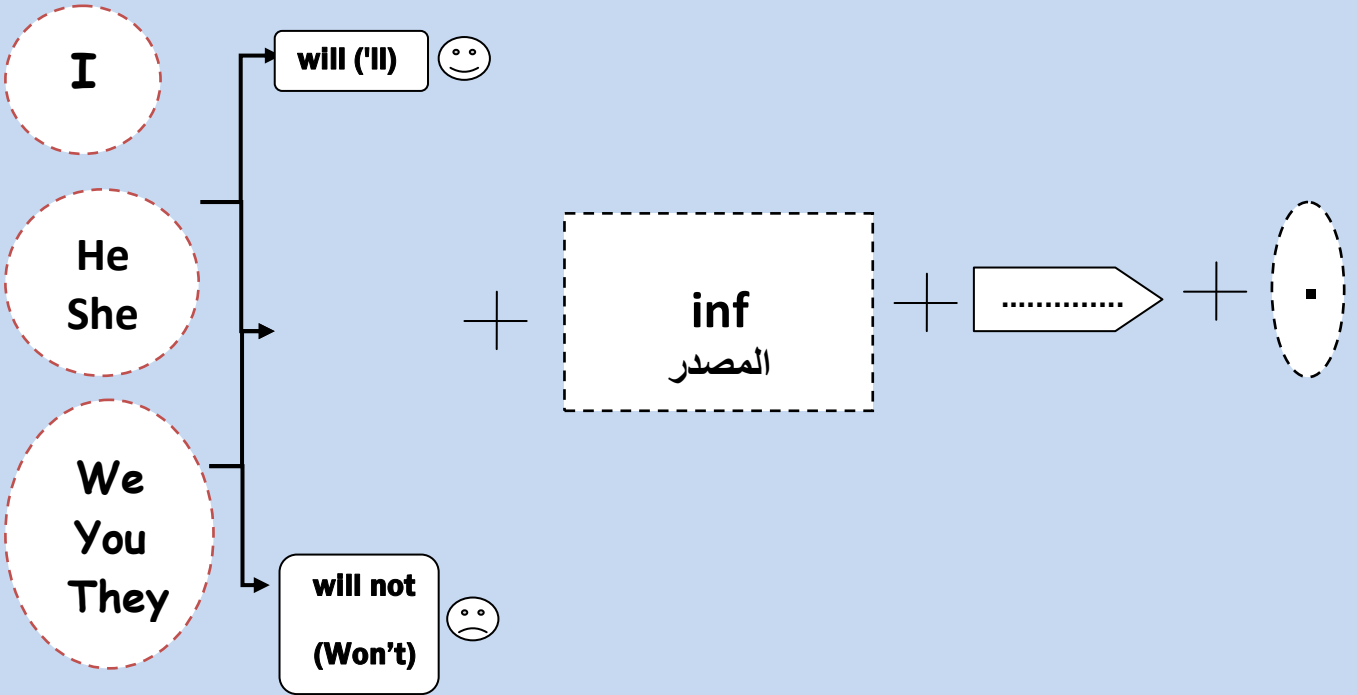 I
will ('ll)
He
She
inf
المصدر
..............
.
We
You
They
will not
(Won't)